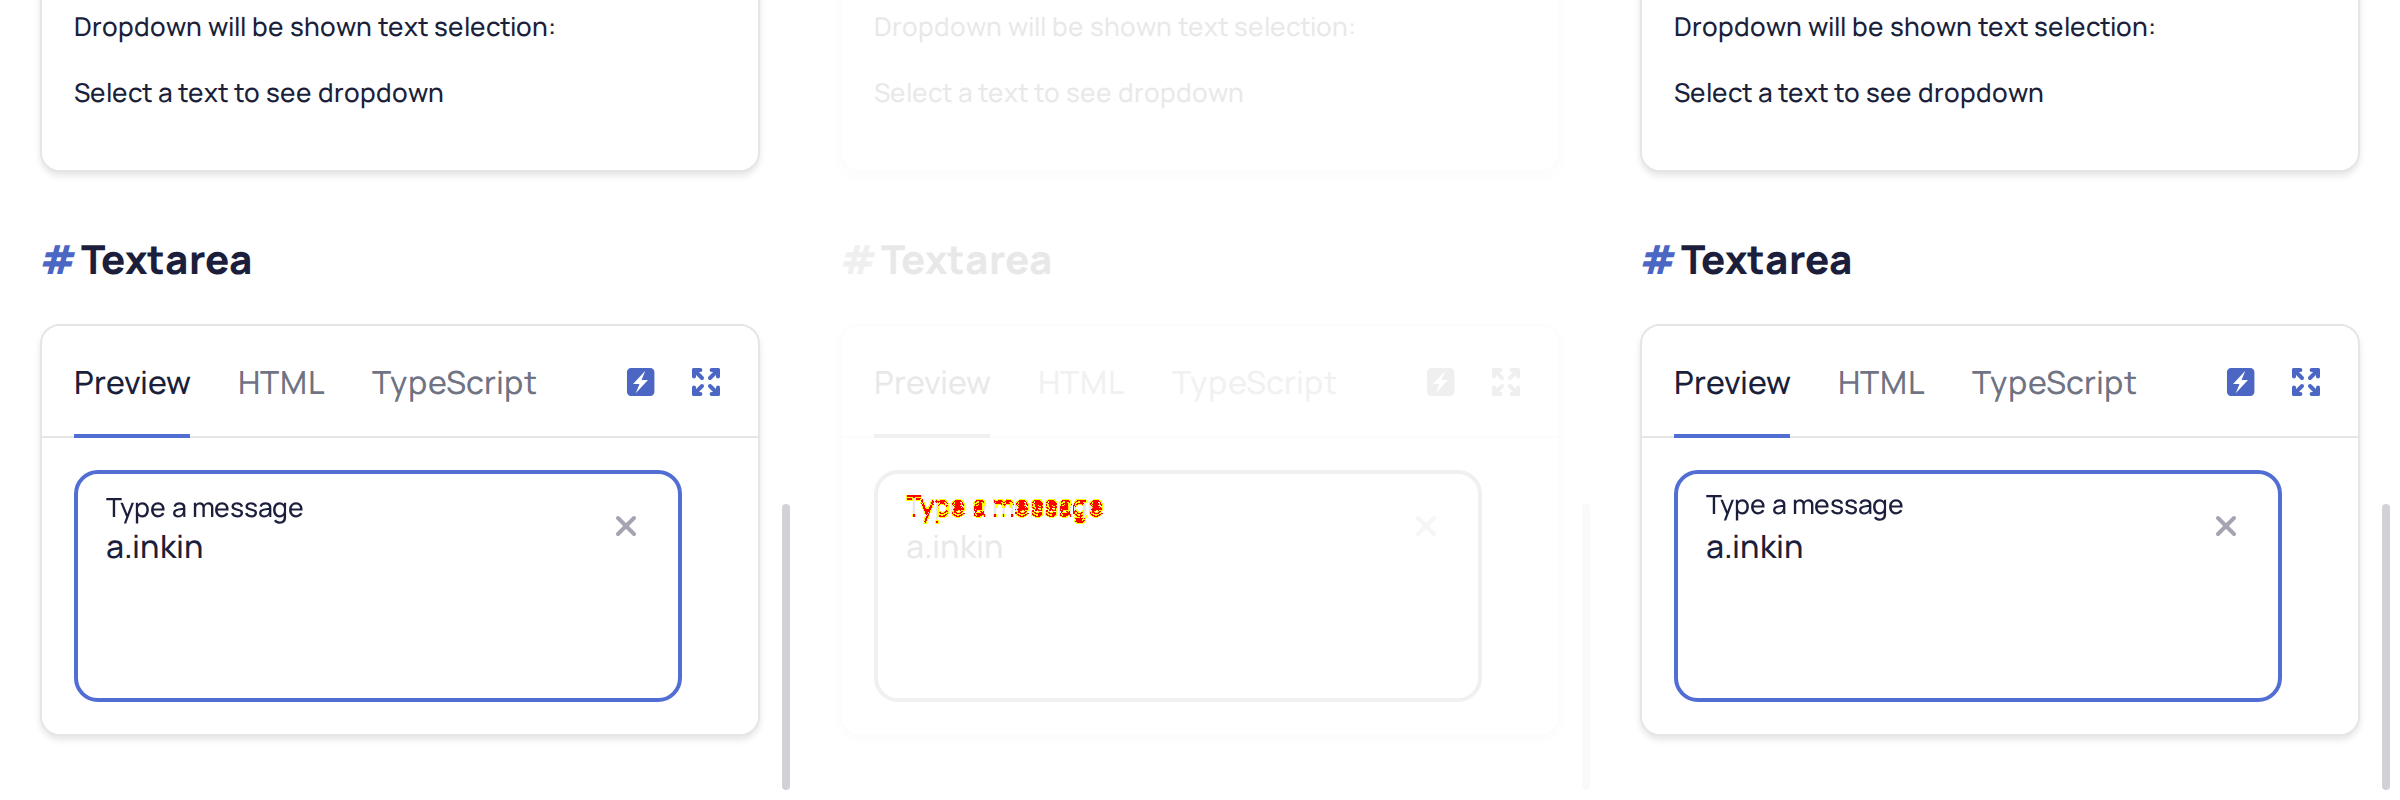 Dropdown will be shown text selection:
Select a text to see dropdown
# Textarea
Preview HTML TypeScript
Type a message
a.inkin
Dropdown will be shown text selection:
Select a text to see dropdown
# Textarea
Preview HTML TypeScript
Type a message
a.inkin
Dropdown will be shown text selection:
Select a text to see dropdown
# Textarea
Preview HTML TypeScript
Type a message
a.inkin